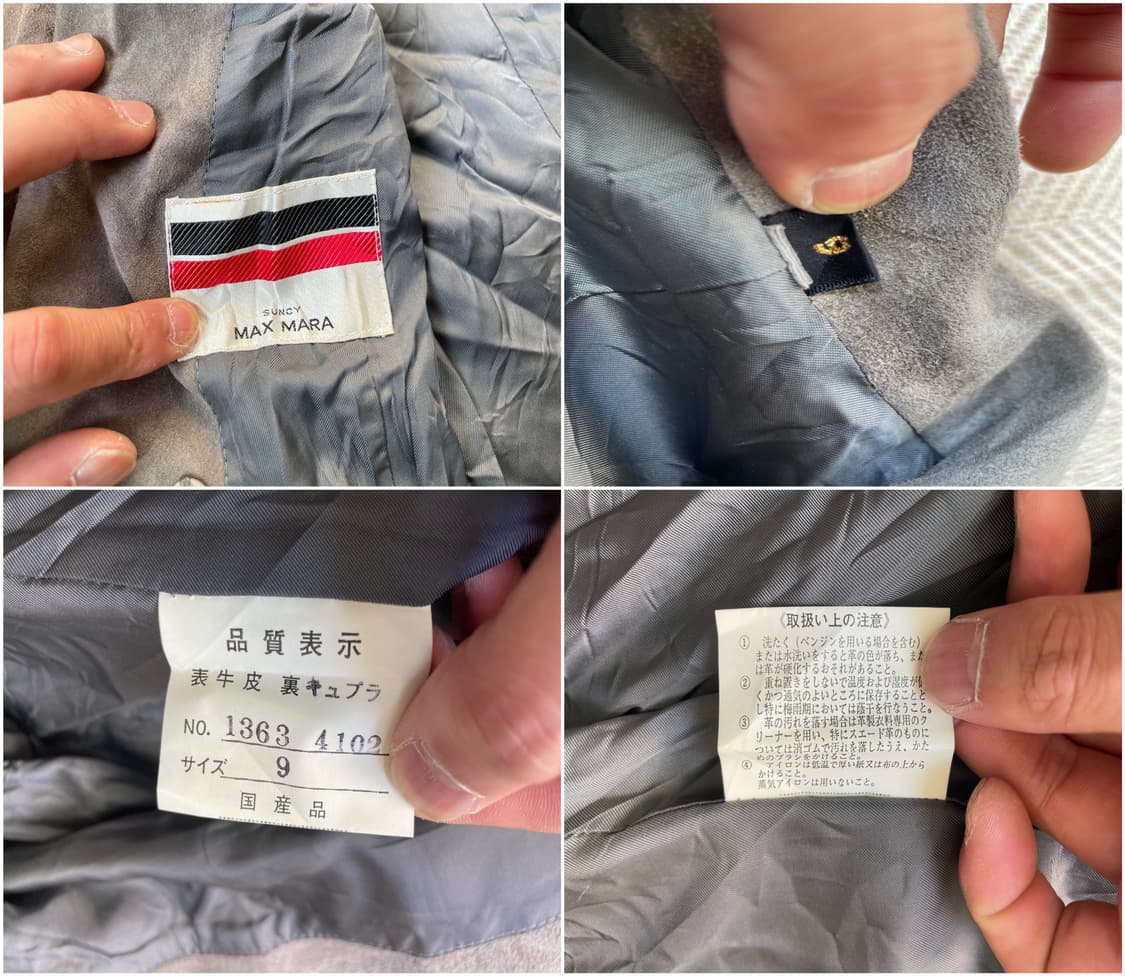 SUNCY
MAX MARA
9
品質表示
表牛皮 裏キュプラ
NO. 1363 4102
サイズ 9
国産品
《取扱い上の注意》
① 洗たく(ベンジンを用いる場合を含む)
または水洗いをすると革の色が落ち、また
は革が硬化するおそれがあること。
② 重ね置きをしないで温度および湿度が低
くかつ通気のよいところに保存することと
し特に梅雨期においては蔭干を行なうこと。
③ 革の汚れを落す場合は革製衣料専用のク
リーナーを用い、特にスエード革のものに
ついては消ゴムで汚れを落したうえ、かた
めのブラシをかけること。
④ アイロンは低温で厚い紙又は布の上から
かけること。
蒸気アイロンは用いないこと。